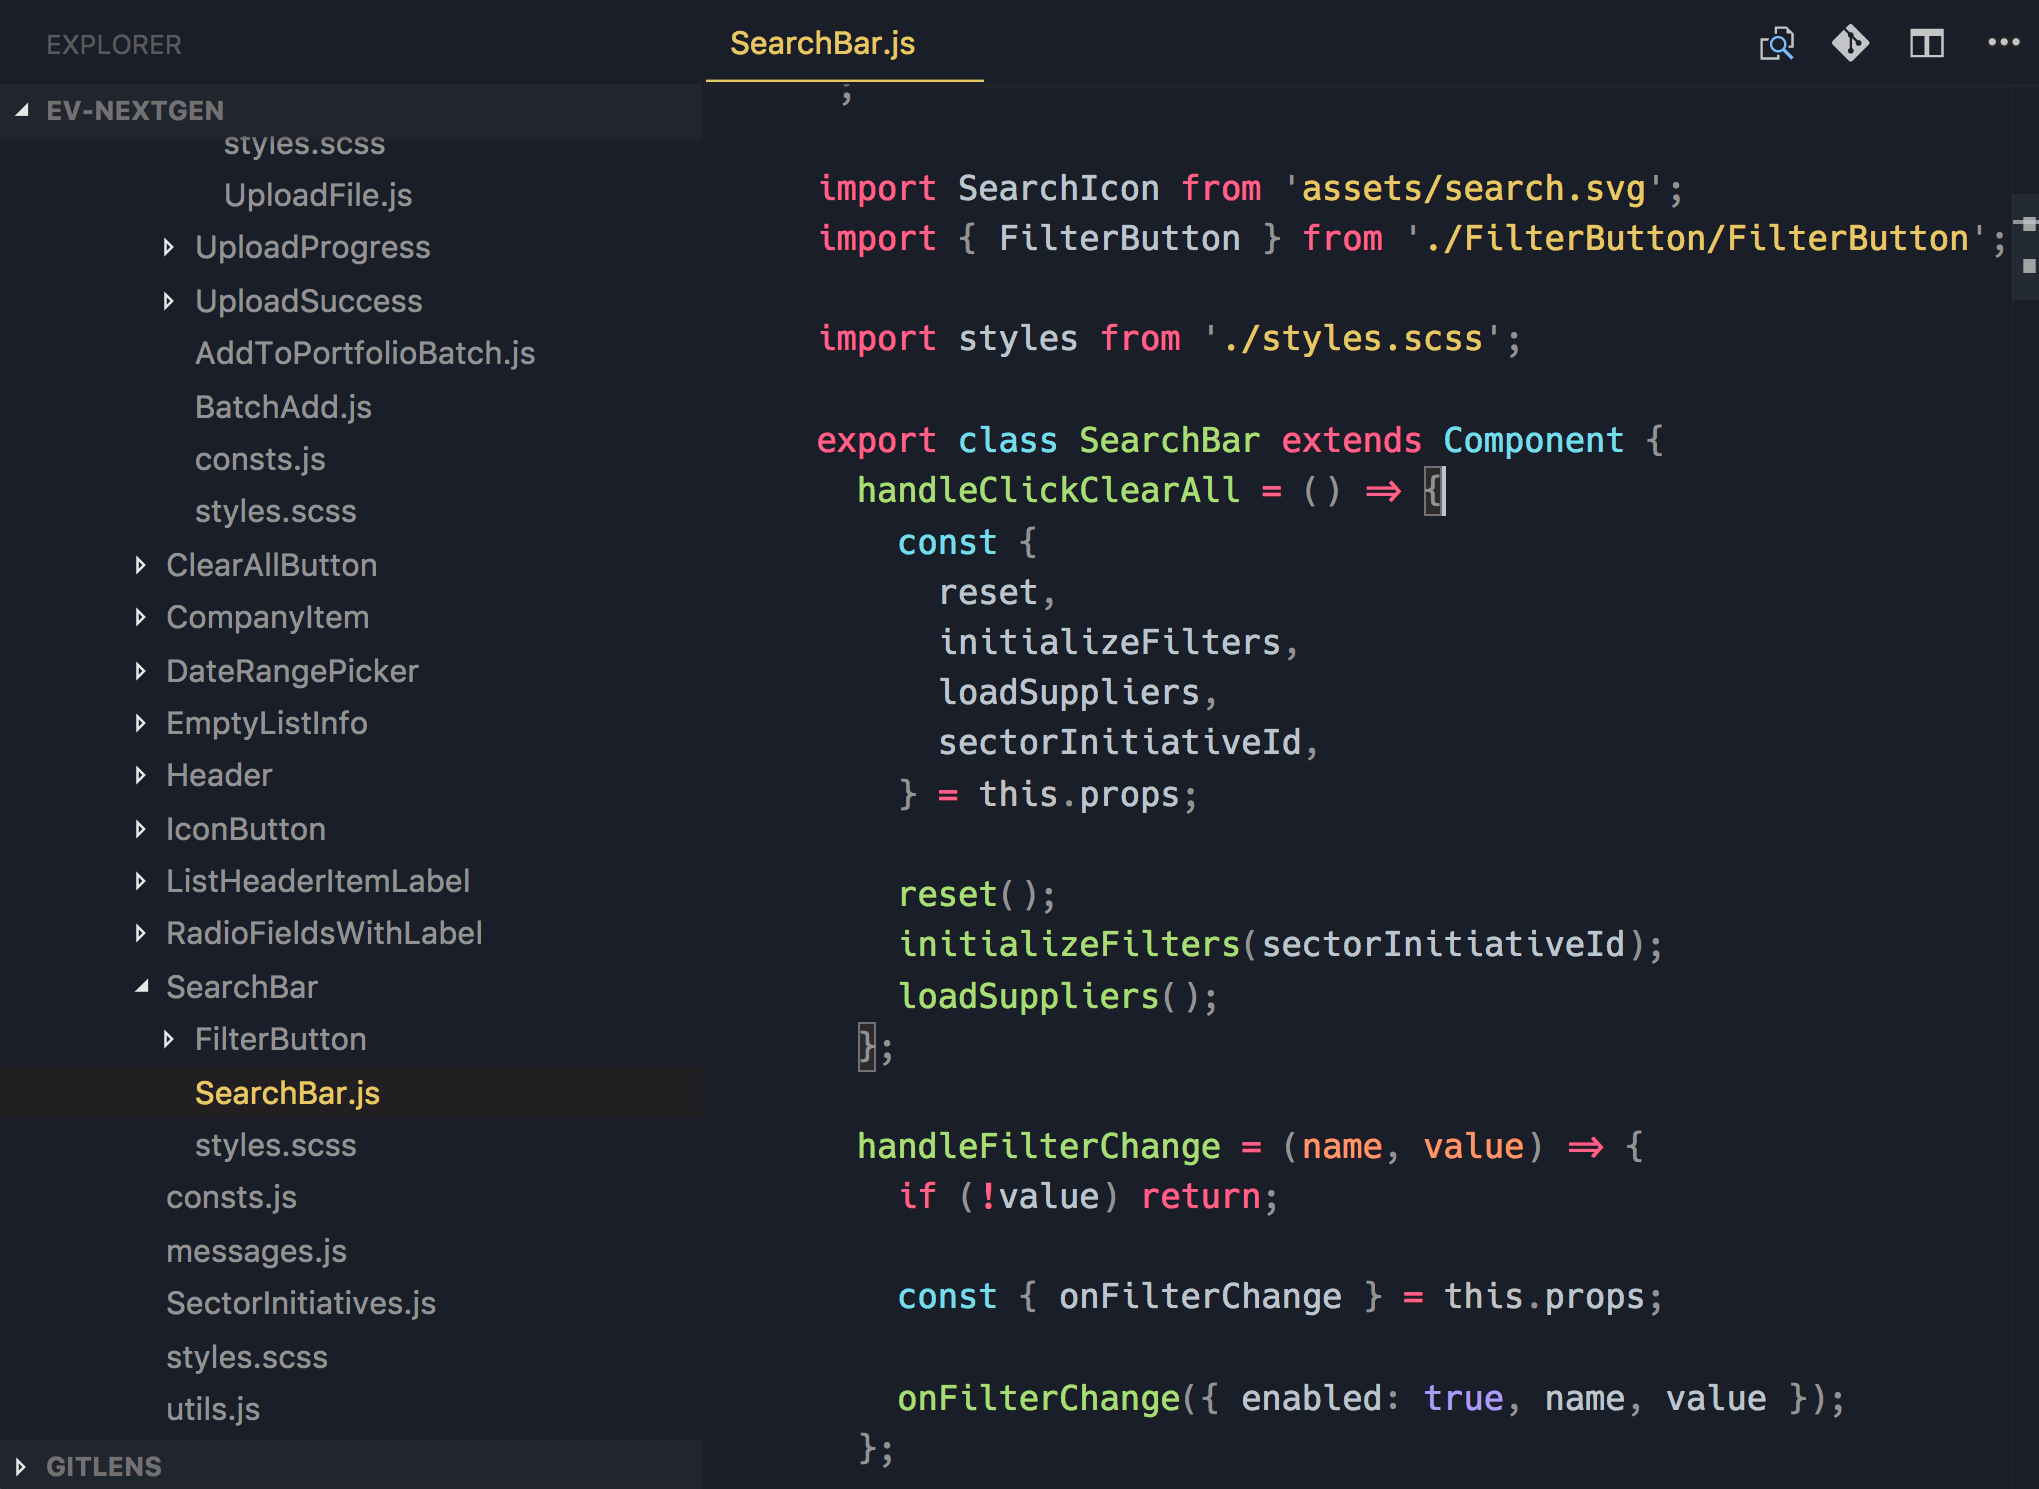 EXPLORER
EV-NEXTGEN
styles.scss
UploadFile.js
UploadProgress
UploadSuccess
AddToPortfolioBatch.js
BatchAdd.js
consts.js
styles.scss
ClearAllButton
CompanyItem
DateRangePicker
EmptyListInfo
Header
IconButton
ListHeaderItemLabel
RadioFieldsWithLabel
SearchBar
FilterButton
SearchBar.js
styles.scss
consts.js
messages.js
SectorInitiatives.js
styles.scss
utils.js
GITLENS
SearchBar.js
;
import SearchIcon from 'assets/search.svg';
import { FilterButton } from './FilterButton/FilterButton';
import styles from './styles.scss';
export class SearchBar extends Component {
handleClickClearAll = () => {
const {
reset,
initializeFilters,
loadSuppliers,
sectorInitiativeId,
} = this.props;
reset();
initializeFilters(sectorInitiativeId);
loadSuppliers();
};
handleFilterChange = (name, value) => {
if (!value) return;
const { onFilterChange } = this.props;
onFilterChange({ enabled: true, name, value });
};